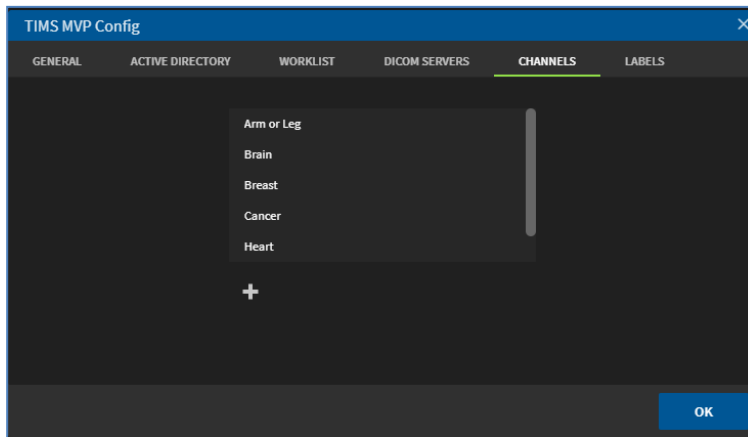 TIMS MVP Config
GENERAL ACTIVE DIRECTORY WORKLIST DICOM SERVERS CHANNELS LABELS
Arm or Leg
Brain
Breast
Cancer
Heart
OK